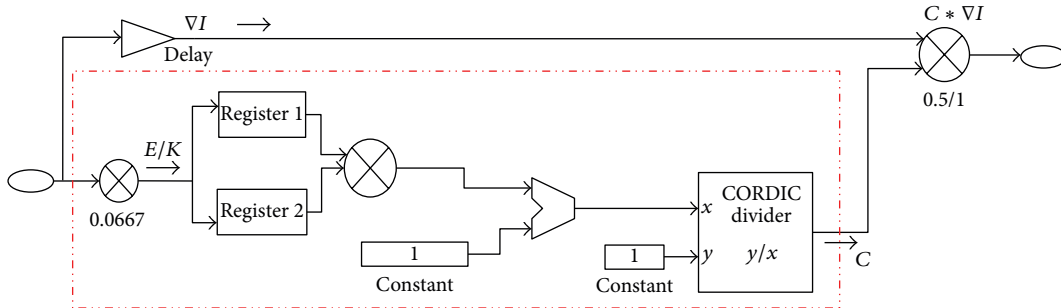 ∇I
Delay
C ∗ ∇I
0.5/1
E/K
0.0667
Register 1
Register 2
1
Constant
1
Constant
x
y
CORDIC
divider
y/x
C